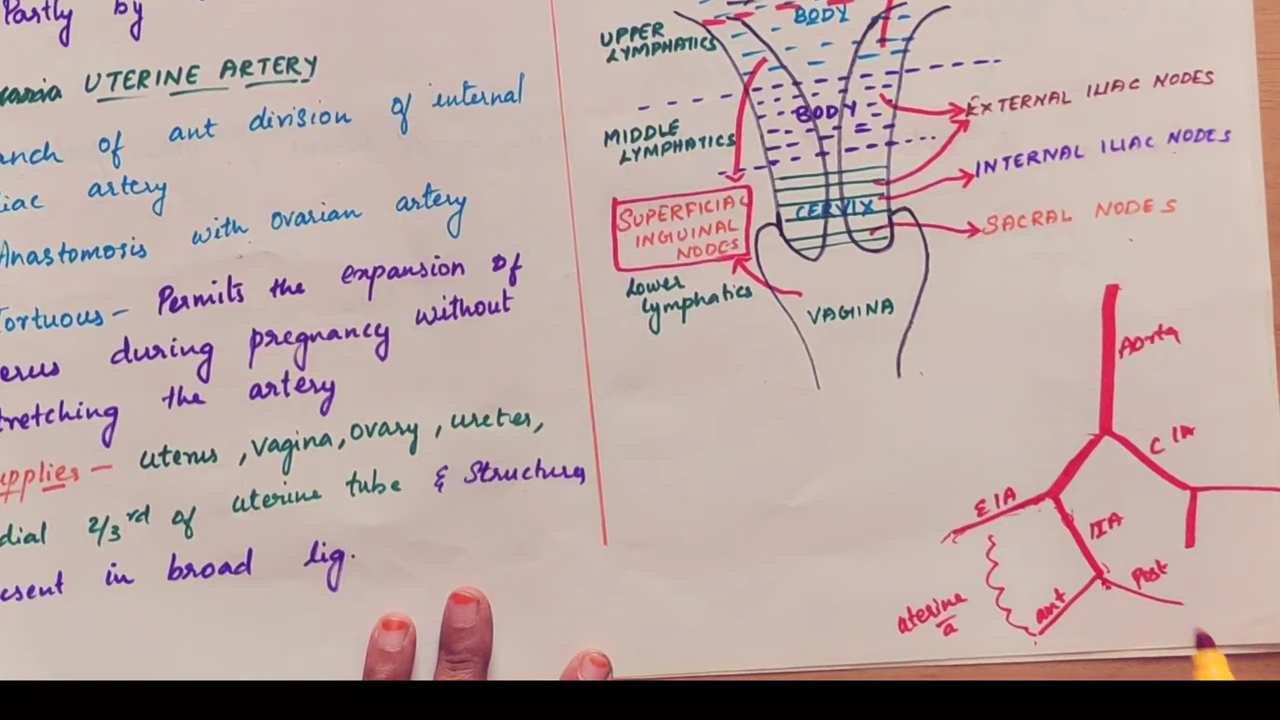 Partly by
UTERINE ARTERY
anch of ant division of internal
iac artery
Anastomosis with ovarian artery
Tortuous - Permits the expansion of
erus during pregnancy without
tretching the artery
upplies - uterus, vagina, ovary, ureter,
dial 2/3rd of uterine tube & Structures
esent in broad lig.
BODY
UPPER
LYMPHATICS
BODY
MIDDLE
LYMPHATICS
EXTERNAL ILIAC NODES
INTERNAL ILIAC NODES
SUPERFICIAL
INGUINAL
NODES
CERVIX
SACRAL NODES
Lower
lymphatics
VAGINA
Aorta
CIA
EIA
IIA
Post
ant
uterine
a